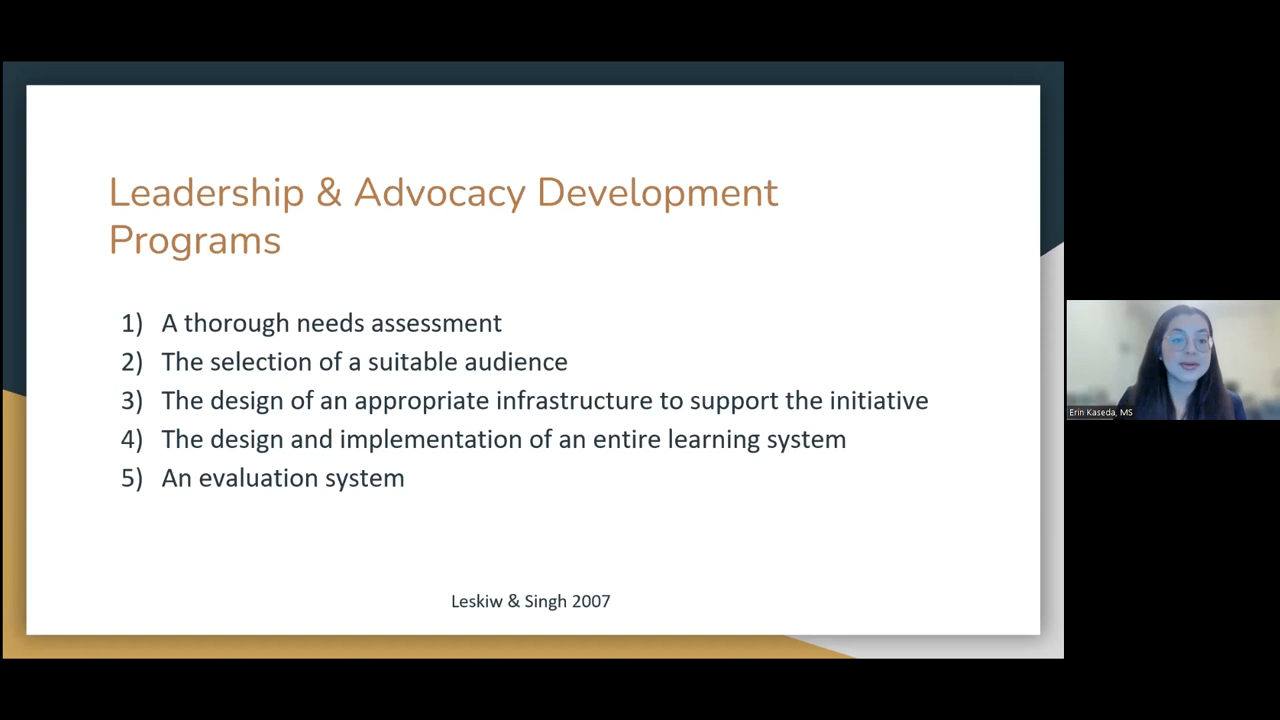 Leadership & Advocacy Development
Programs
1) A thorough needs assessment
2) The selection of a suitable audience
3) The design of an appropriate infrastructure to support the initiative
4) The design and implementation of an entire learning system
5) An evaluation system
Leskiw & Singh 2007
Erin Kaseda, MS